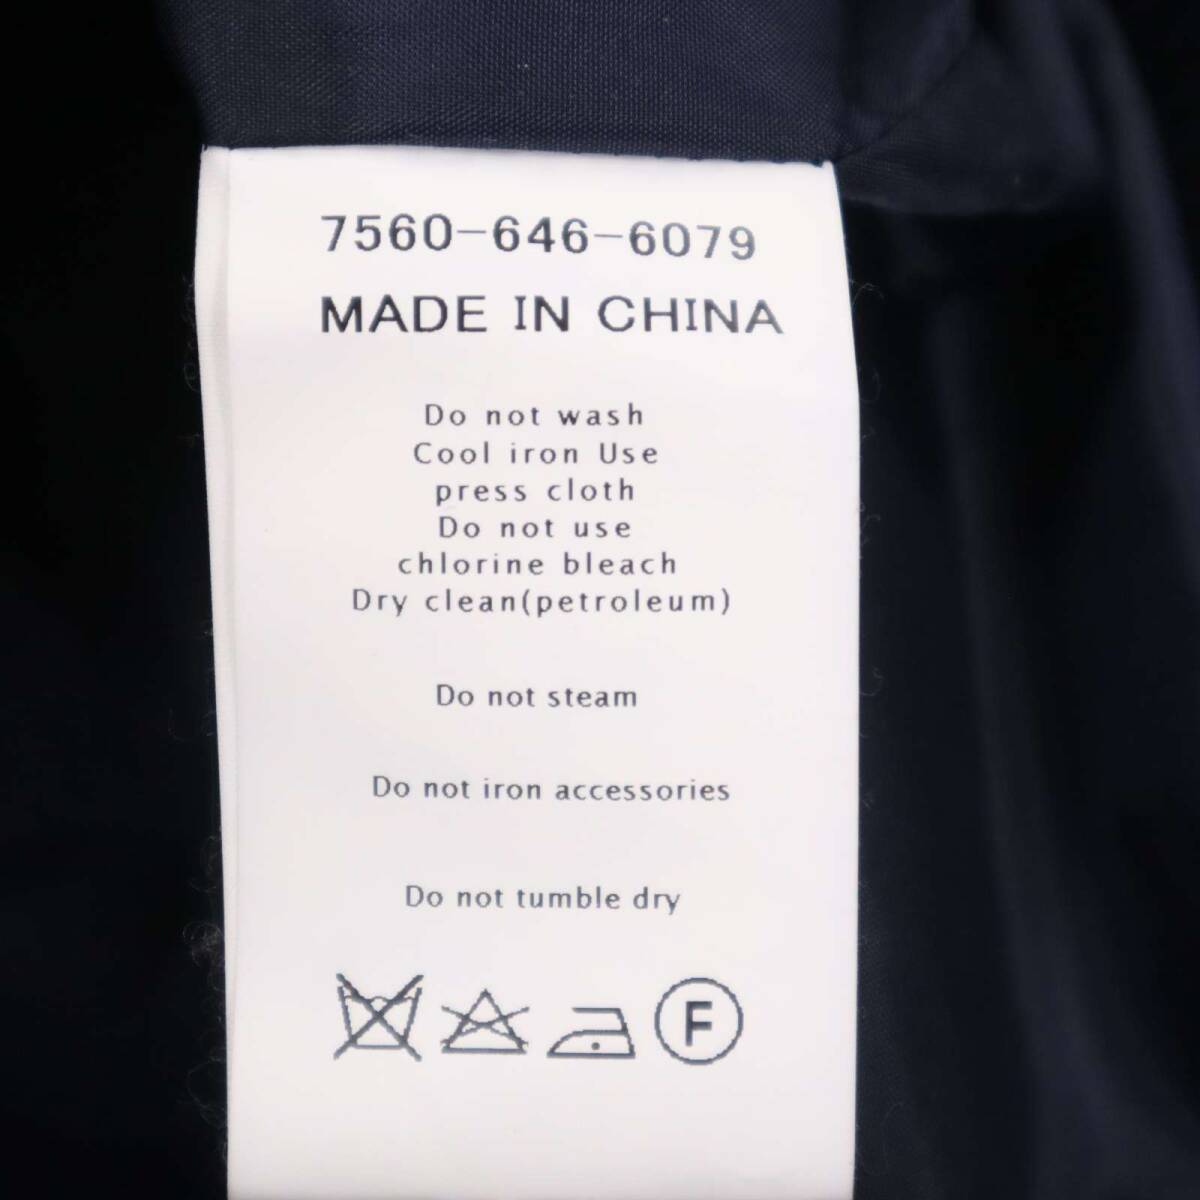 7560-646-6079
MADE IN CHINA
Do not wash
Cool iron Use
press cloth
Do not use
chlorine bleach
Dry clean(petroleum)
Do not steam
Do not iron accessories
Do not tumble dry
F